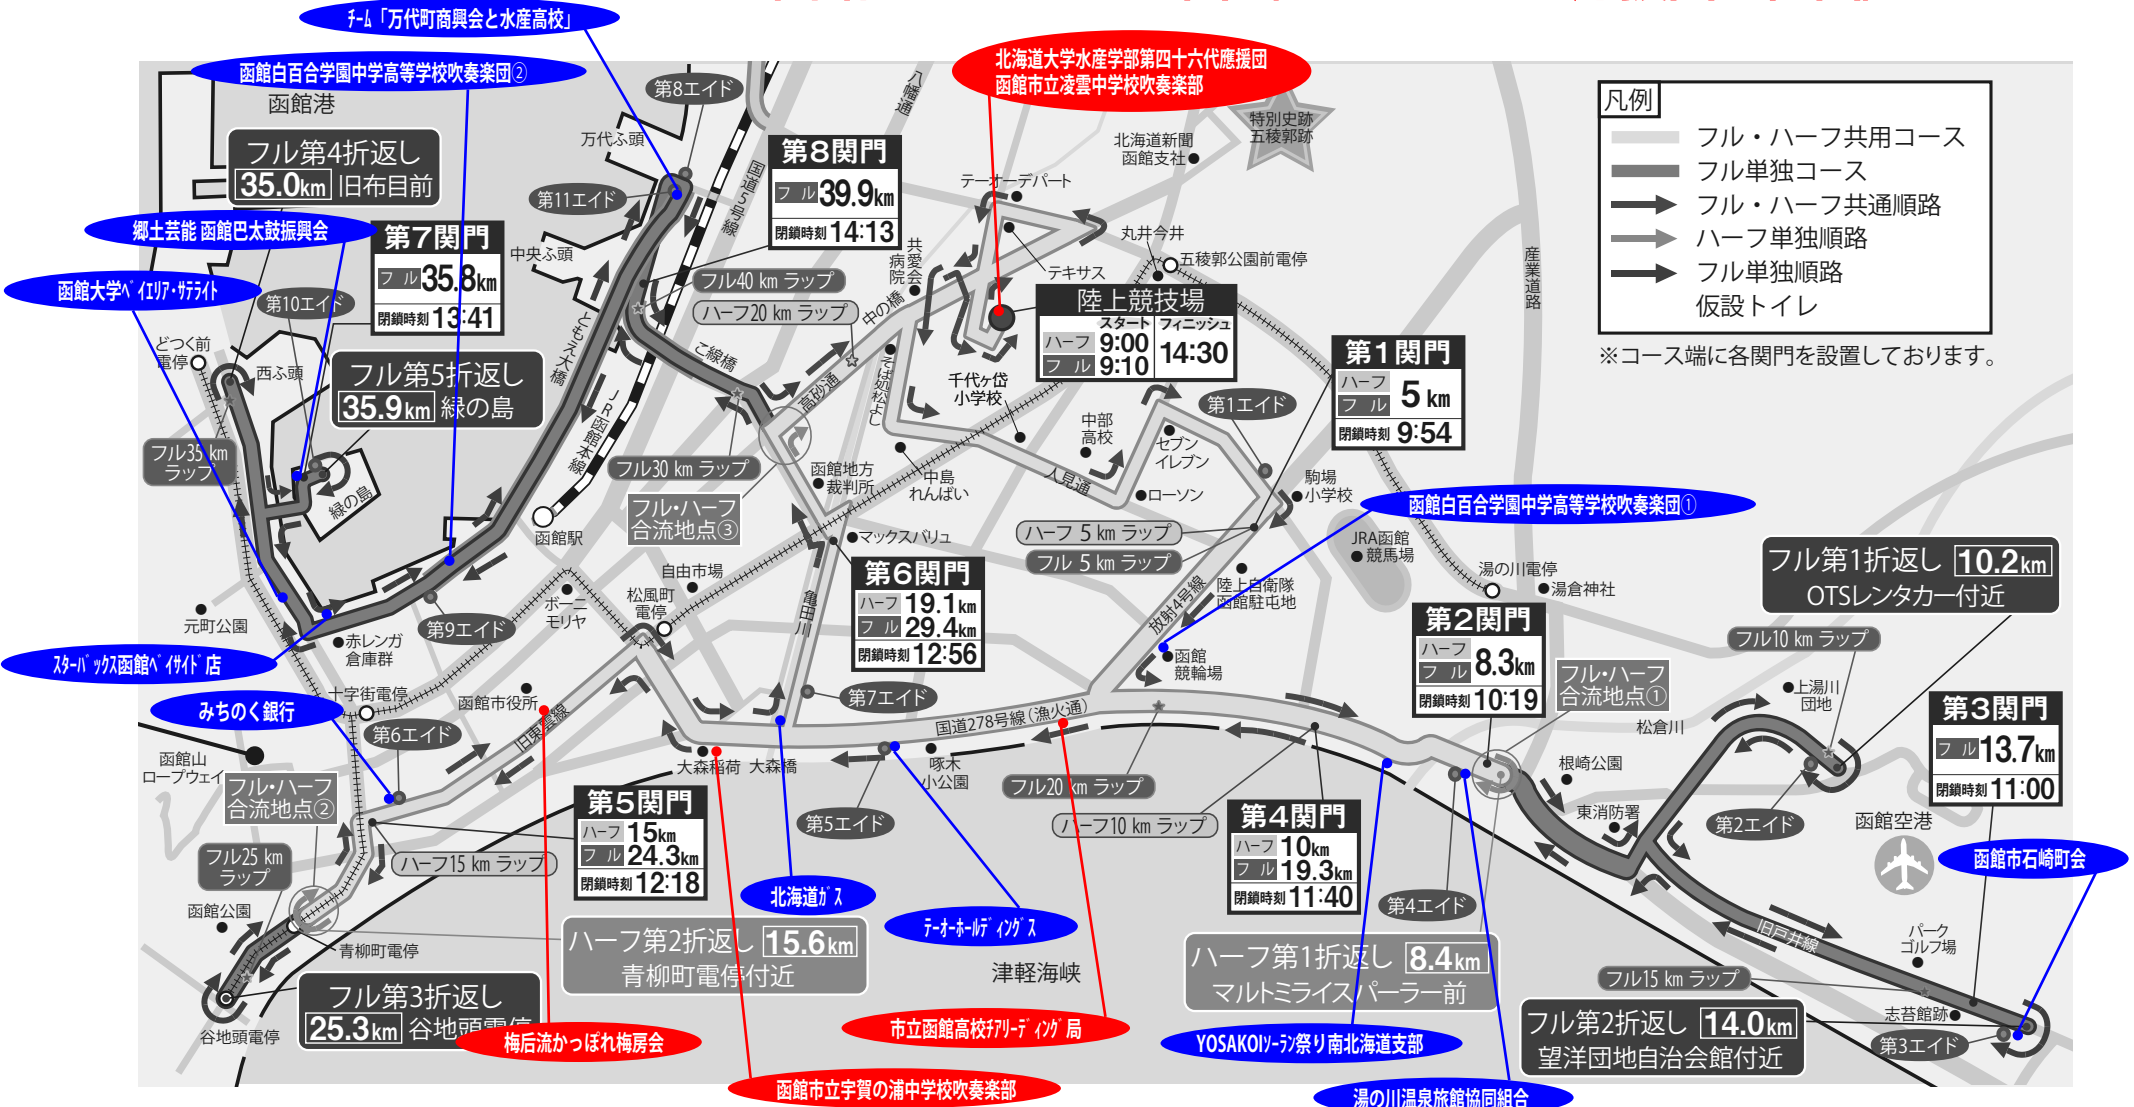 チーム「万代町商興会と水産高校」
函館白百合学園中学高等学校吹奏楽団②
北海道大学水産学部第四十六代應援団
函館市立凌雲中学校吹奏楽部
函館港
フル第4折返し
35.0km 旧布目前
郷土芸能 函館巴太鼓振興会
第7関門
フル 35.8km
閉鎖時刻 13:41
函館大学ベイエリア・サテライト
第10エイド
どつく前
電停
西ふ頭
フル第5折返し
35.9km 緑の島
フル35 km
ラップ
緑の島
第8エイド
万代ふ頭
第11エイド
中央ふ頭
ともえ大橋
国道5号線
JR函館本線
八幡通
第8関門
フル 39.9km
閉鎖時刻 14:13
フル40 km ラップ
ハーフ20 km ラップ
共愛会
病院
中の橋
こ線橋
高砂通
そば処松よし
テーオーデパート
北海道新聞
函館支社
特別史跡
五稜郭跡
丸井今井
五稜郭公園前電停
テキサス
陸上競技場
スタート フィニッシュ
ハーフ 9:00
フル 9:10
14:30
千代ヶ岱
小学校
産業道路
凡例
フル・ハーフ共用コース
フル単独コース
フル・ハーフ共通順路
ハーフ単独順路
フル単独順路
仮設トイレ
※コース端に各関門を設置しております。
第1関門
ハーフ
フル
5 km
閉鎖時刻 9:54
第1エイド
中部
高校
セブン
イレブン
ローソン
人見通
駒場
小学校
フル30 km ラップ
フル・ハーフ
合流地点③
函館地方
裁判所
中島
れんばい
マックスバリュ
函館駅
ハーフ 5 km ラップ
フル 5 km ラップ
函館白百合学園中学高等学校吹奏楽団①
JRA函館
競馬場
陸上自衛隊
函館駐屯地
放射4号線
湯の川電停
湯倉神社
フル第1折返し 10.2km
OTSレンタカー付近
フル10 km ラップ
第6関門
ハーフ 19.1km
フル 29.4km
閉鎖時刻 12:56
自由市場
松風町
電停
ボーニ
モリヤ
亀田川
元町公園
赤レンガ
倉庫群
第9エイド
スターバックス函館ベイサイド店
十字街電停
函館市役所
みちのく銀行
第6エイド
旧東雲線
第7エイド
函館
競輪場
第2関門
ハーフ
フル
8.3km
閉鎖時刻 10:19
フル・ハーフ
合流地点①
上湯川
団地
松倉川
第3関門
フル 13.7km
閉鎖時刻 11:00
国道278号線(漁火通)
函館山
ロープウェイ
フル・ハーフ
合流地点②
大森稲荷
大森橋
啄木
小公園
フル20 km ラップ
ハーフ10 km ラップ
根崎公園
東消防署
第2エイド
函館空港
第5エイド
第5関門
ハーフ 15km
フル 24.3km
閉鎖時刻 12:18
第4関門
ハーフ 10km
フル 19.3km
閉鎖時刻 11:40
フル25 km
ラップ
ハーフ15 km ラップ
函館市石崎町会
北海道ガス
テーオーホールディングス
第4エイド
函館公園
青柳町電停
ハーフ第2折返し 15.6km
青柳町電停付近
津軽海峡
ハーフ第1折返し 8.4km
マルトミライスパーラー前
旧戸井線
パーク
ゴルフ場
フル15 km ラップ
志苔館跡
フル第3折返し
25.3km 谷地頭電停
谷地頭電停
梅后流かっぽれ梅房会
市立函館高校チアリーディング局
YOSAKOIソーラン祭り南北海道支部
フル第2折返し 14.0km
望洋団地自治会館付近
第3エイド
函館市立宇賀の浦中学校吹奏楽部
湯の川温泉旅館協同組合